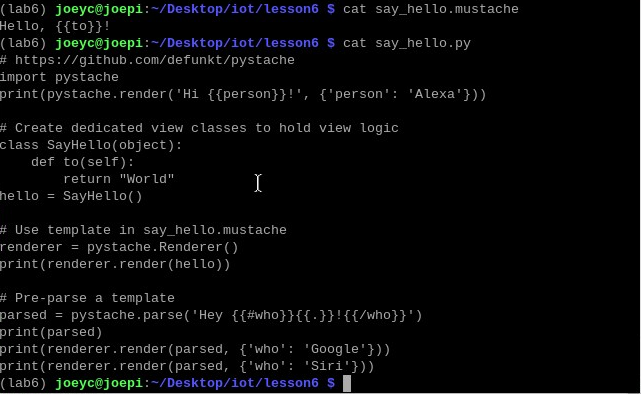 (lab6) joeyc@joepi:~/Desktop/iot/lesson6 $ cat say_hello.mustache
Hello, {{to}}!
(lab6) joeyc@joepi:~/Desktop/iot/lesson6 $ cat say_hello.py
# https://github.com/defunkt/pystache
import pystache
print(pystache.render('Hi {{person}}!', {'person': 'Alexa'}))

# Create dedicated view classes to hold view logic
class SayHello(object):
    def to(self):
        return "World"
hello = SayHello()

# Use template in say_hello.mustache
renderer = pystache.Renderer()
print(renderer.render(hello))

# Pre-parse a template
parsed = pystache.parse('Hey {{#who}}{{.}}!{{/who}}')
print(parsed)
print(renderer.render(parsed, {'who': 'Google'}))
print(renderer.render(parsed, {'who': 'Siri'}))
(lab6) joeyc@joepi:~/Desktop/iot/lesson6 $